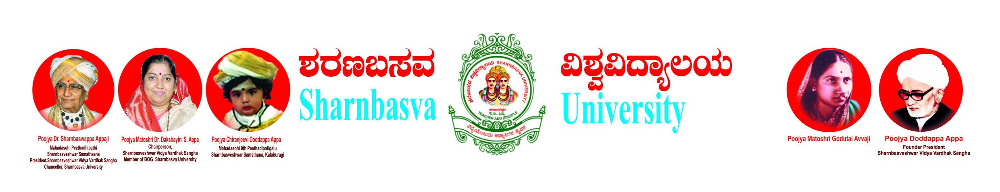 Poojya Dr. Sharnbaswappa Appaji
Mahadasohi Peethadhipathi
Sharnbasveshwar Samsthaana
President,Sharnbasveshwar Vidya Vardhak Sangha
Chancellor, Sharnbasva University
Poojya Matoshri Dr. Dakshayini S. Appa
Chairperson,
Sharnbasveshwar Vidya Vardhak Sangha
Member of BOG Sharnbasva University
Poojya Chiranjeevi Doddappa Appa
Mahadasohi 9th Peethadipatigalu
Sharnbasveshwar Samsthana, Kalaburagi
ಶರಣಬಸವ
Sharnbasva
ಶರಣಬಸವ ವಿಶ್ವವಿದ್ಯಾಲಯ SHARNBASVA UNIVERSITY
ಶರಣಬಸವೇಶ್ವರ
ಗುರು-ಶಿಷ್ಯ
TEACHER AND DISCIPLE
ವಿದ್ಯೆಯೆಂಬುದು ಅಭ್ಯಾಸಿಗನ ಕೈವಶ
ವಿಶ್ವವಿದ್ಯಾಲಯ
University
Poojya Matoshri Godutai Avvaji
Poojya Doddappa Appa
Founder President
Sharnbasveshwar Vidya Vardhak Sangha